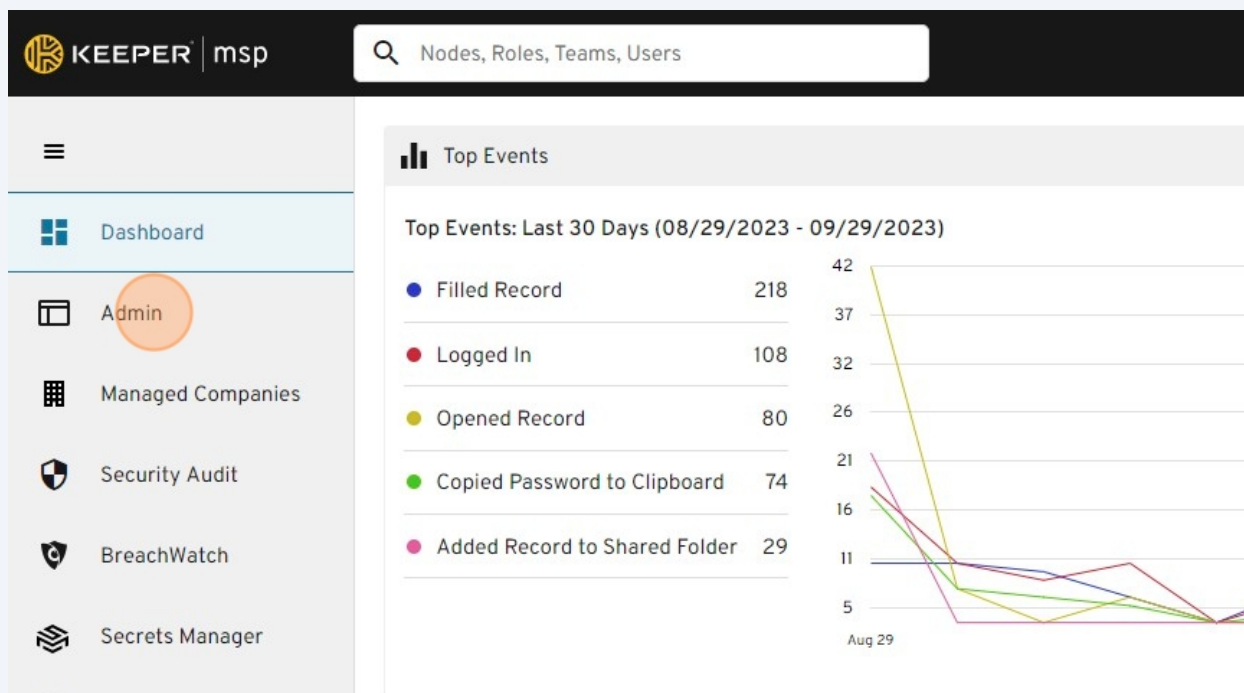 KEEPER msp
Nodes, Roles, Teams, Users
Dashboard
Admin
Managed Companies
Security Audit
BreachWatch
Secrets Manager
Top Events
Top Events: Last 30 Days (08/29/2023 - 09/29/2023)
Filled Record 218
Logged In 108
Opened Record 80
Copied Password to Clipboard 74
Added Record to Shared Folder 29
42
37
32
26
21
16
11
5
Aug 29